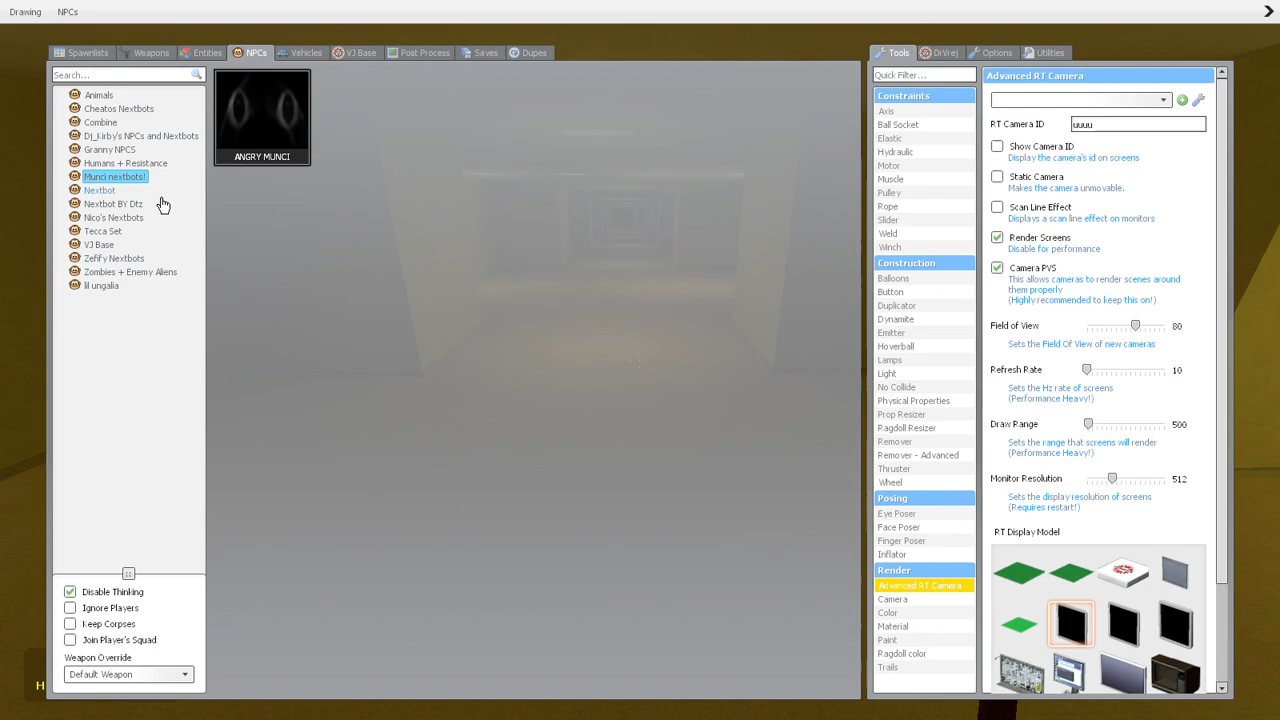 Drawing NPCs
Spawnlists Weapons Entities NPCs Vehicles VJ Base Post Process Saves Dupes
Search...
Animals
Cheatos Nextbots
Combine
Dj_Kirby's NPCs and Nextbots
Granny NPCS
Humans + Resistance
Munci nextbots!
Nextbot
Nextbot BY Dtz
Nico's Nextbots
Tecca Set
VJ Base
Zefify Nextbots
Zombies + Enemy Aliens
lil ungalia
ANGRY MUNCI
Disable Thinking
Ignore Players
Keep Corpses
Join Player's Squad
Weapon Override
Default Weapon
H
Tools DrVrej Options Utilities
Quick Filter...
Constraints
Axis
Ball Socket
Elastic
Hydraulic
Motor
Muscle
Pulley
Rope
Slider
Weld
Winch
Construction
Balloons
Button
Duplicator
Dynamite
Emitter
Hoverball
Lamps
Light
No Collide
Physical Properties
Prop Resizer
Ragdoll Resizer
Remover
Remover - Advanced
Thruster
Wheel
Posing
Eye Poser
Face Poser
Finger Poser
Inflator
Render
Advanced RT Camera
Camera
Color
Material
Paint
Ragdoll color
Trails
Advanced RT Camera
RT Camera ID uuuu
Show Camera ID
Display the camera's id on screens
Static Camera
Makes the camera unmovable.
Scan Line Effect
Displays a scan line effect on monitors
Render Screens
Disable for performance
Camera PVS
This allows cameras to render scenes around
them properly
(Highly recommended to keep this on!)
Field of View 80
Sets the Field Of View of new cameras
Refresh Rate 10
Sets the Hz rate of screens
(Performance Heavy!)
Draw Range 500
Sets the range that screens will render
(Performance Heavy!)
Monitor Resolution 512
Sets the display resolution of screens
(Requires restart!)
RT Display Model